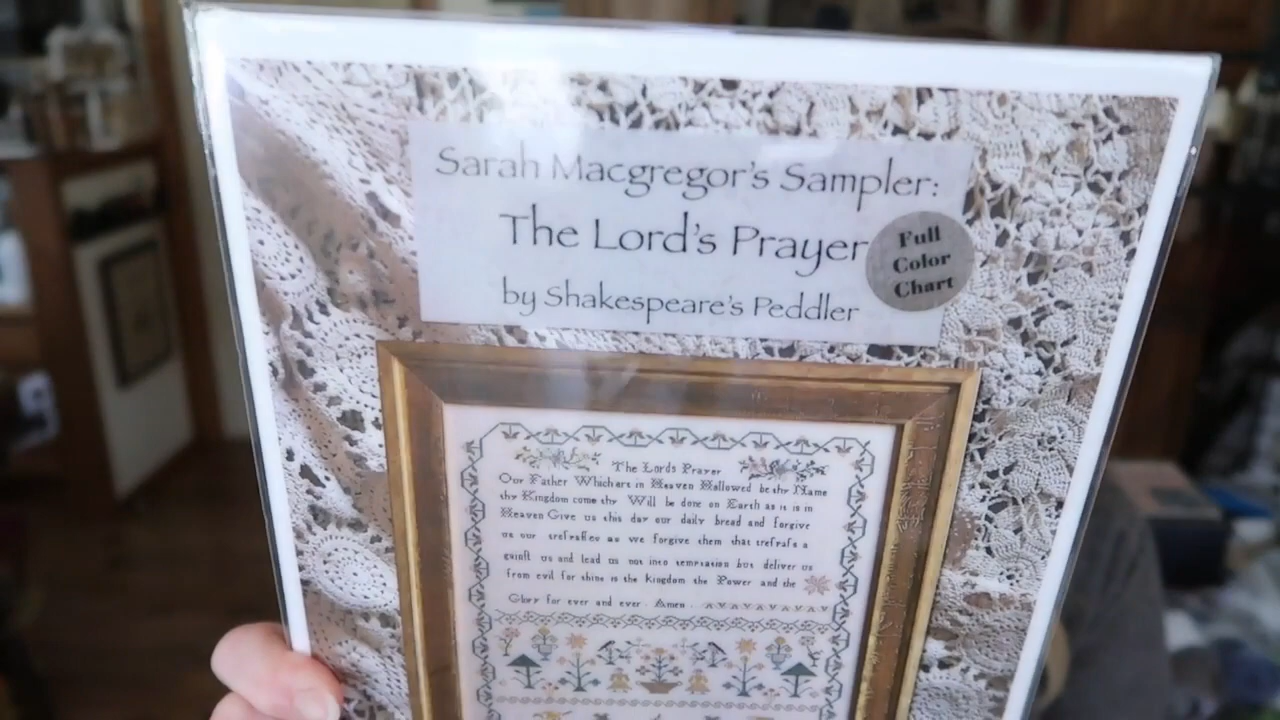 Sarah Macgregor's Sampler:
The Lord's Prayer
by Shakespeare's Peddler
Full
Color
Chart
The Lords Prayer
Our Father Which art in Heaven Hallowed be thy Name
thy Kingdom come thy Will be done on Earth as it is in
Heaven Give us this day our daily bread and forgive
us our trefpaffes as we forgive them that trefpafs a
gainst us and lead us not into temptation but deliver us
from evil for thine is the kingdom the Power and the
Glory for ever and ever Amen